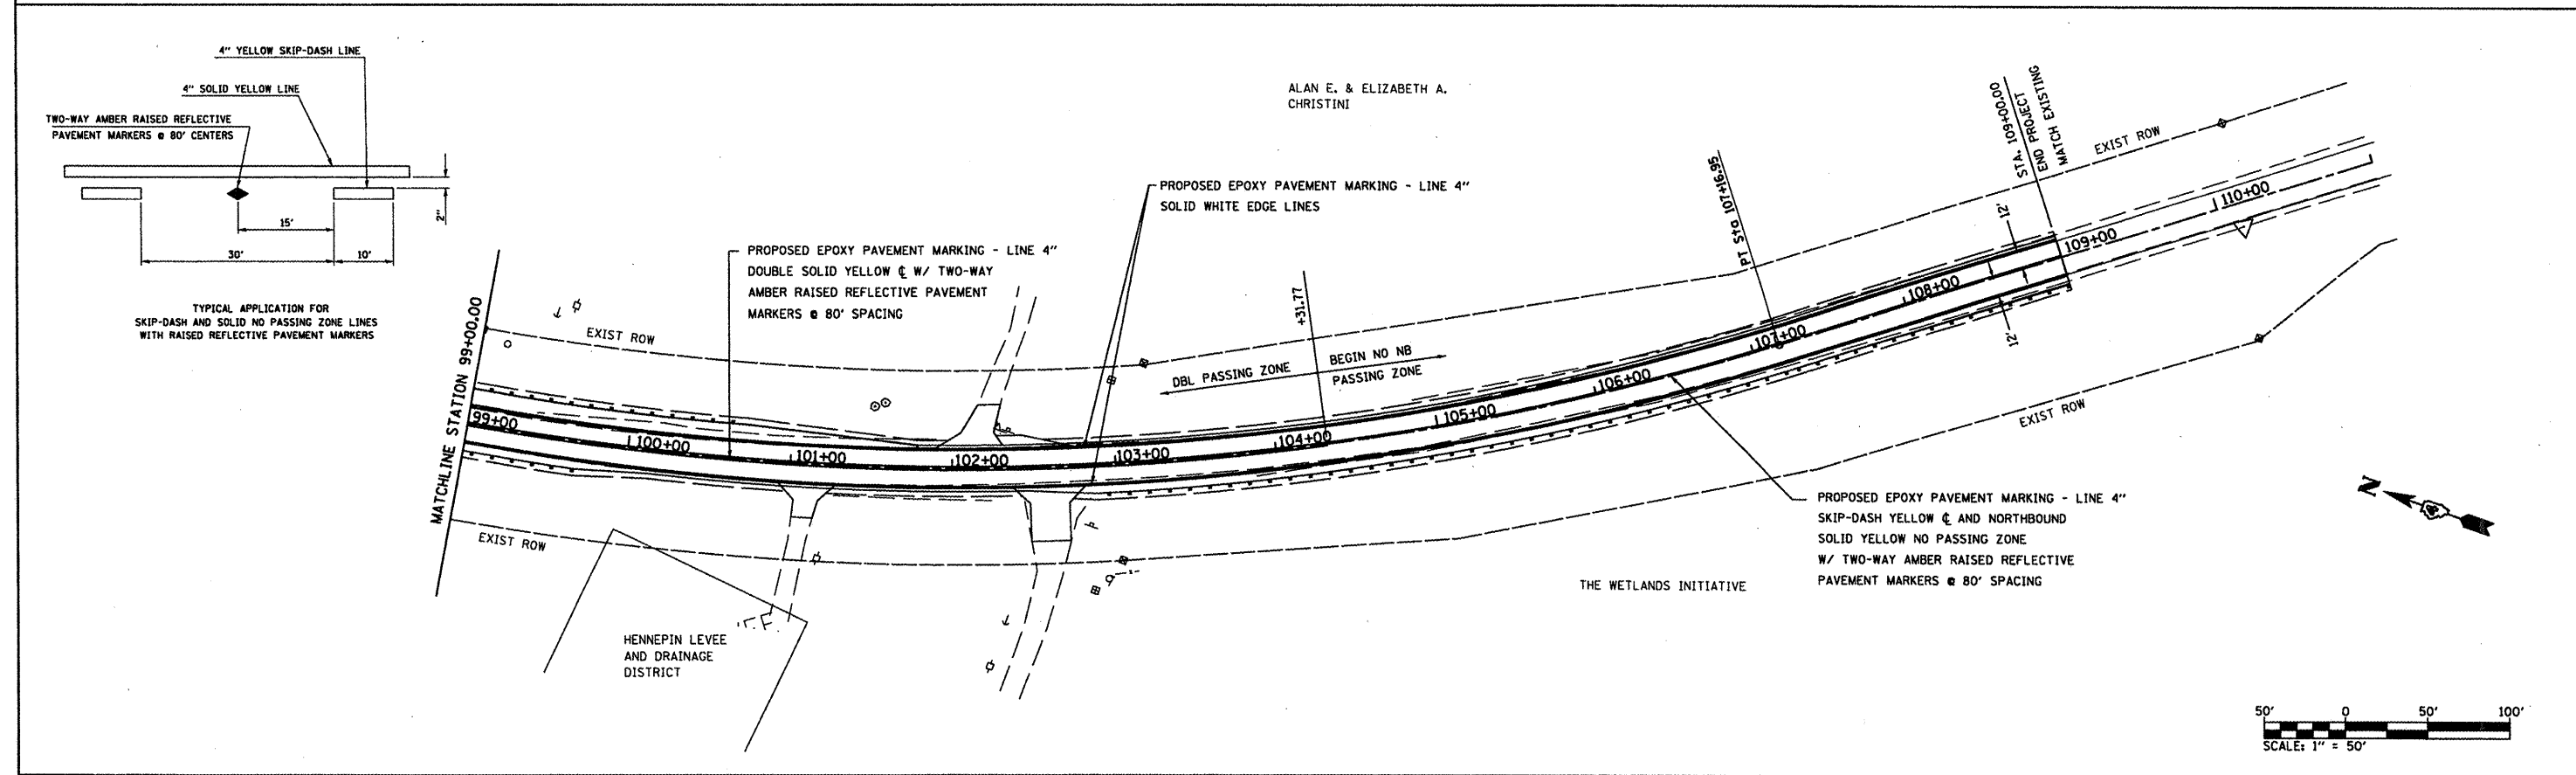 4" YELLOW SKIP-DASH LINE
4" SOLID YELLOW LINE
TWO-WAY AMBER RAISED REFLECTIVE
PAVEMENT MARKERS @ 80' CENTERS
15'
2"
30'
10'
TYPICAL APPLICATION FOR
SKIP-DASH AND SOLID NO PASSING ZONE LINES
WITH RAISED REFLECTIVE PAVEMENT MARKERS
ALAN E. & ELIZABETH A.
CHRISTINI
PROPOSED EPOXY PAVEMENT MARKING - LINE 4"
SOLID WHITE EDGE LINES
PROPOSED EPOXY PAVEMENT MARKING - LINE 4"
DOUBLE SOLID YELLOW ℄ W/ TWO-WAY
AMBER RAISED REFLECTIVE PAVEMENT
MARKERS @ 80' SPACING
MATCHLINE STATION 99+00.00
EXIST ROW
EXIST ROW
99+00
100+00
101+00
102+00
103+00
104+00
105+00
106+00
107+00
108+00
109+00
110+00
+31.77
DBL PASSING ZONE
BEGIN NO NB
PASSING ZONE
PT Sta 107+16.95
STA. 109+00.00
END PROJECT
MATCH EXISTING
12'
12'
EXIST ROW
EXIST ROW
PROPOSED EPOXY PAVEMENT MARKING - LINE 4"
SKIP-DASH YELLOW ℄ AND NORTHBOUND
SOLID YELLOW NO PASSING ZONE
W/ TWO-WAY AMBER RAISED REFLECTIVE
PAVEMENT MARKERS @ 80' SPACING
THE WETLANDS INITIATIVE
HENNEPIN LEVEE
AND DRAINAGE
DISTRICT
N
50' 0 50' 100'
SCALE: 1" = 50'